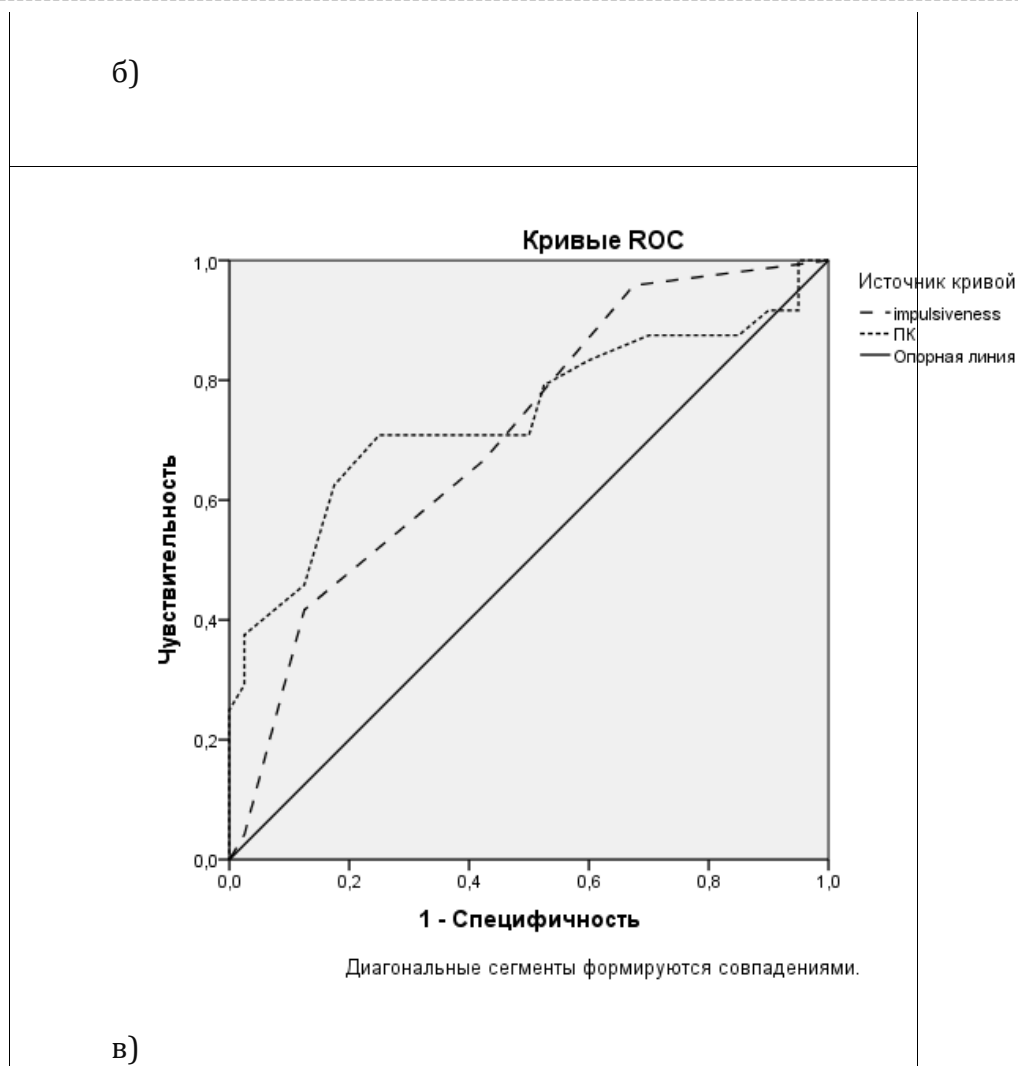 б)
Кривые ROC
1,0
0,8
0,6
0,4
0,2
0,0
Чувствительность
0,0 0,2 0,4 0,6 0,8 1,0
1 - Специфичность
Источник кривой
impulsiveness
ПК
Опорная линия
Диагональные сегменты формируются совпадениями.
в)